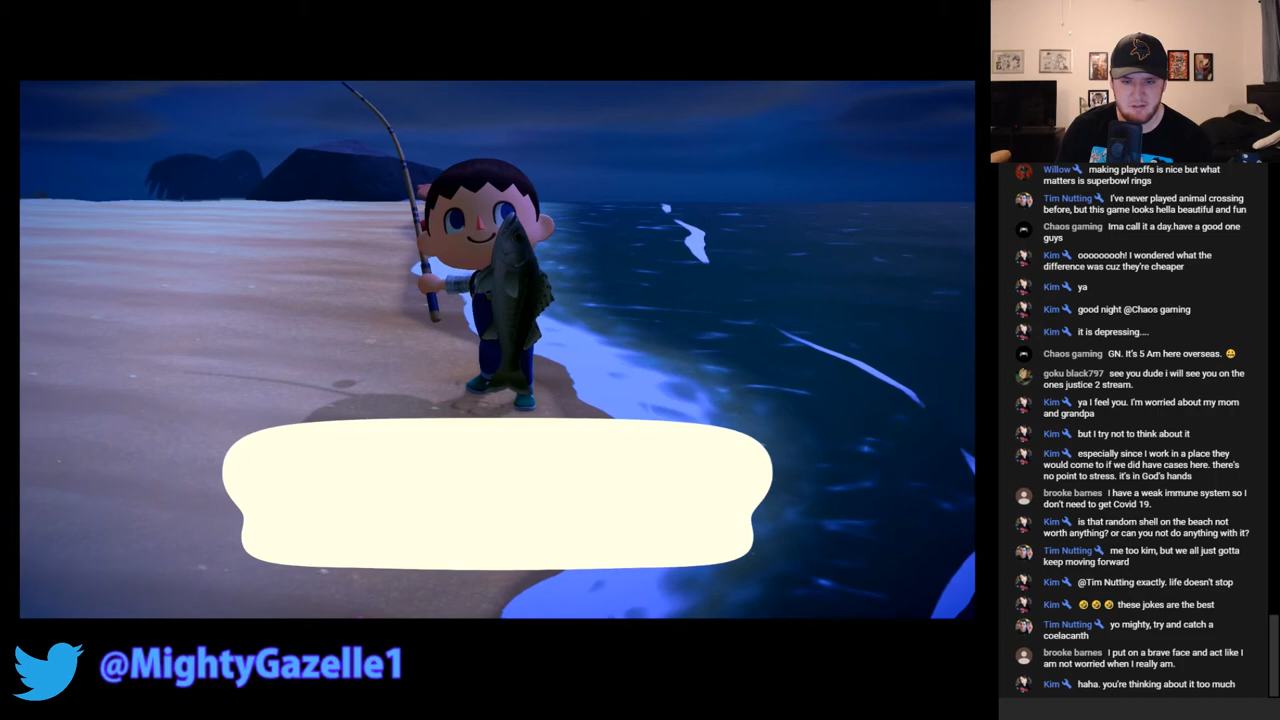 Willow making playoffs is nice but what
matters is superbowl rings
Tim Nutting I've never played animal crossing
before, but this game looks hella beautiful and fun
Chaos gaming Ima call it a day.have a good one
guys
Kim ooooooooh! I wondered what the
difference was cuz they're cheaper
Kim ya
Kim good night @Chaos gaming
Kim it is depressing....
Chaos gaming GN. It's 5 Am here overseas.
goku black797 see you dude i will see you on the
ones justice 2 stream.
Kim ya I feel you. I'm worried about my mom
and grandpa
Kim but I try not to think about it
Kim especially since I work in a place they
would come to if we did have cases here. there's
no point to stress. it's in God's hands
brooke barnes I have a weak immune system so I
don't need to get Covid 19.
Kim is that random shell on the beach not
worth anything? or can you not do anything with it?
Tim Nutting me too kim, but we all just gotta
keep moving forward
Kim @Tim Nutting exactly. life doesn't stop
Kim 🤣 🤣 🤣 these jokes are the best
Tim Nutting yo mighty, try and catch a
coelacanth
brooke barnes I put on a brave face and act like I
am not worried when I really am.
Kim haha. you're thinking about it too much
@MightyGazelle1